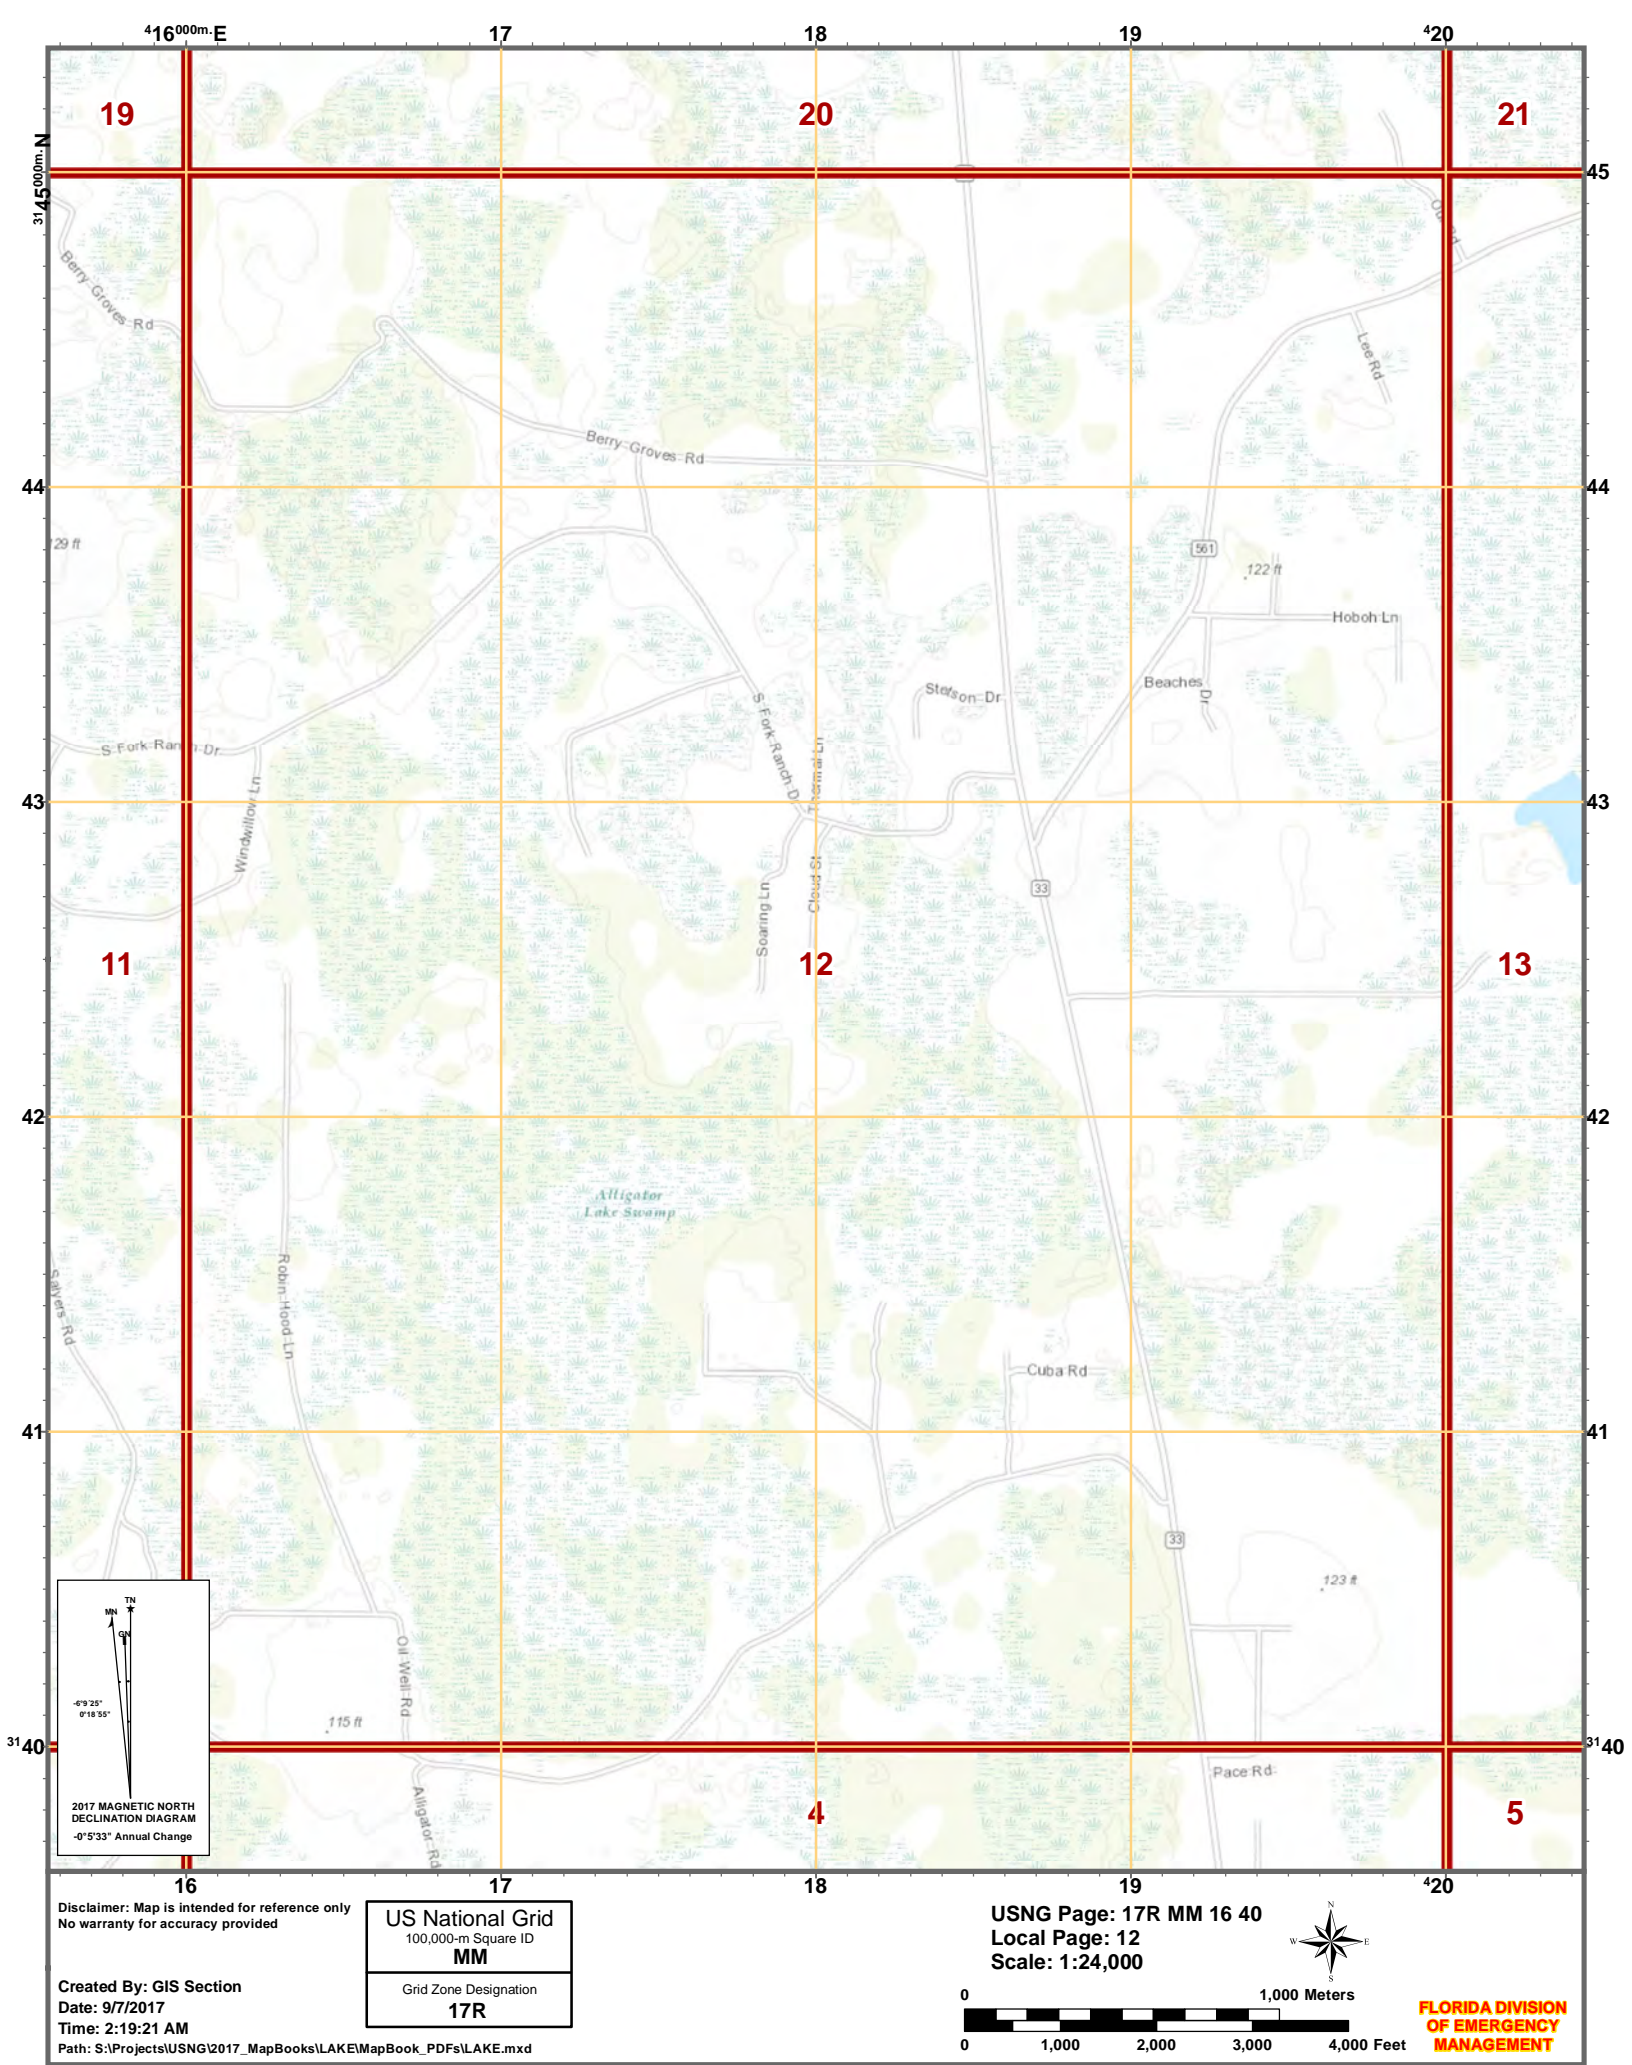 416000m.E 17 18 19 420
19 20 21
3145000m.N 45
Ot Rd
Berry Groves Rd
Lee Rd
Berry Groves Rd
44 44
129 ft
561
122 ft
Hoboh Ln
Beaches Dr
Stetson Dr
S Fork Ranch Dr
S Fork Ranch Dr
Thermal Ln
43 43
Windwillow Ln
Cloud St
33
Soaring Ln
11 12 13
42 42
Alligator
Lake Swamp
Robin Hood Ln
Salyers Rd
Cuba Rd
41 41
33
123 ft
Oil Well Rd
115 ft
3140 3140
Pace Rd
Alligator Rd
4 5
TN
MN
GN
-6°9'25"
0°18'55"
2017 MAGNETIC NORTH
DECLINATION DIAGRAM
-0°5'33" Annual Change
16 17 18 19 420
Disclaimer: Map is intended for reference only
No warranty for accuracy provided
Created By: GIS Section
Date: 9/7/2017
Time: 2:19:21 AM
Path: S:\Projects\USNG\2017_MapBooks\LAKE\MapBook_PDFs\LAKE.mxd
US National Grid
100,000-m Square ID
MM
Grid Zone Designation
17R
USNG Page: 17R MM 16 40
Local Page: 12
Scale: 1:24,000
N
W E
S
0 1,000 Meters
0 1,000 2,000 3,000 4,000 Feet
FLORIDA DIVISION
OF EMERGENCY
MANAGEMENT